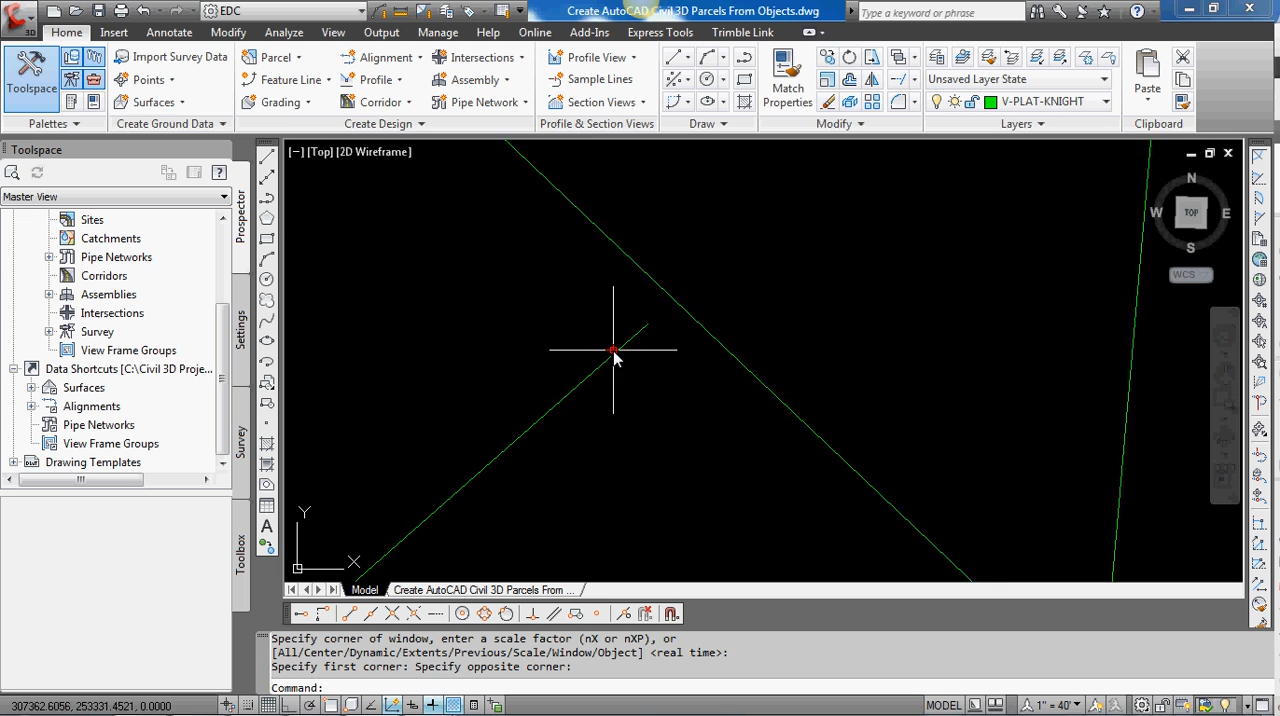 EDC
Create AutoCAD Civil 3D Parcels From Objects.dwg
Type a keyword or phrase
3D
Home Insert Annotate Modify Analyze View Output Manage Help Online Add-Ins Express Tools Trimble Link
Toolspace
Import Survey Data
Points
Surfaces
Parcel
Feature Line
Grading
Alignment
Profile
Corridor
Intersections
Assembly
Pipe Network
Profile View
Sample Lines
Section Views
Match
Properties
Unsaved Layer State
V-PLAT-KNIGHT
Paste
Palettes Create Ground Data Create Design Profile & Section Views Draw Modify Layers Clipboard
Toolspace
Master View
Sites
Catchments
Pipe Networks
Corridors
Assemblies
Intersections
Survey
View Frame Groups
Data Shortcuts [C:\Civil 3D Proje...
Surfaces
Alignments
Pipe Networks
View Frame Groups
Drawing Templates
Prospector
Settings
Survey
Toolbox
[−] [Top] [2D Wireframe]
N
W TOP E
S
WCS
Y
X
A
Model Create AutoCAD Civil 3D Parcels From ...
Specify corner of window, enter a scale factor (nX or nXP), or
[All/Center/Dynamic/Extents/Previous/Scale/Window/Object] <real time>:
Specify first corner: Specify opposite corner:
Command:
307362.6056, 253331.4521, 0.0000
MODEL
1" = 40'